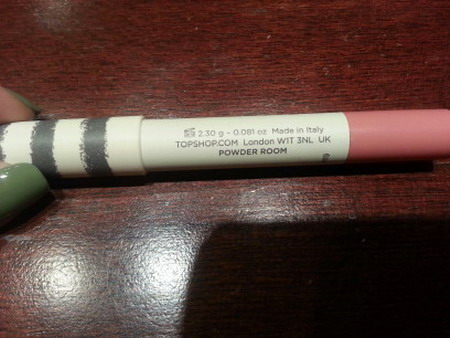 2.30 g – 0.081 oz Made in Italy
TOPSHOP.COM London W1T 3NL UK
POWDER ROOM